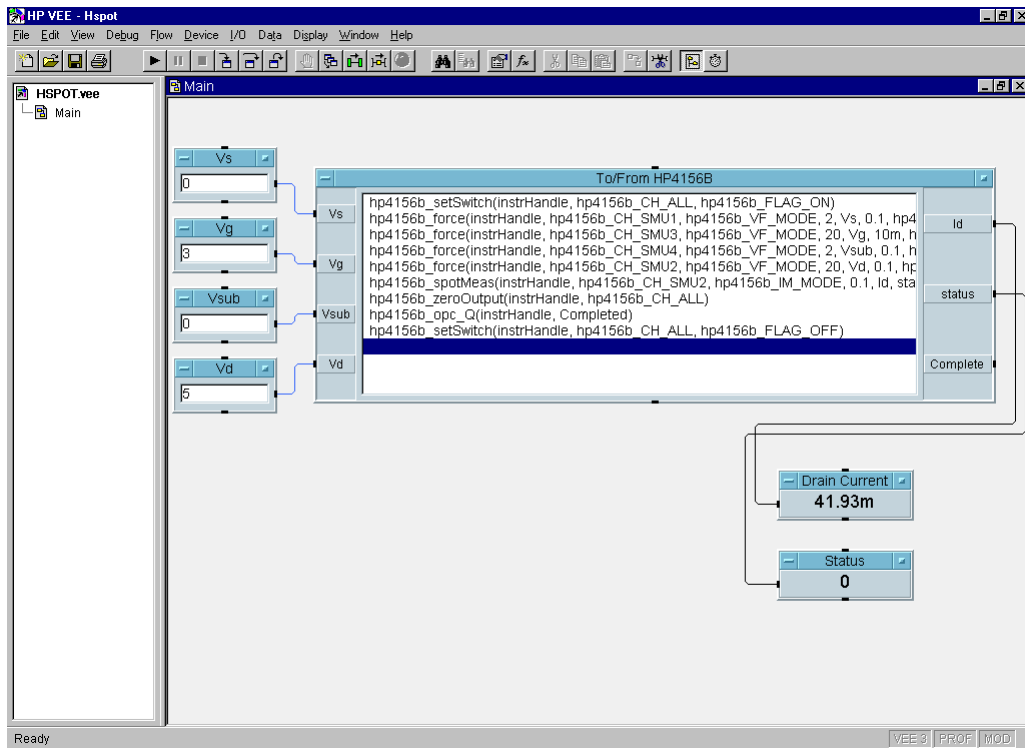 HP VEE - Hspot
File Edit View Debug Flow Device I/O Data Display Window Help
HSPOT.vee
Main
Main
Vs
0
Vg
3
Vsub
0
Vd
5
To/From HP4156B
Vs
Vg
Vsub
Vd
hp4156b_setSwitch(instrHandle, hp4156b_CH_ALL, hp4156b_FLAG_ON)
hp4156b_force(instrHandle, hp4156b_CH_SMU1, hp4156b_VF_MODE, 2, Vs, 0.1, hp4
hp4156b_force(instrHandle, hp4156b_CH_SMU3, hp4156b_VF_MODE, 20, Vg, 10m, h
hp4156b_force(instrHandle, hp4156b_CH_SMU4, hp4156b_VF_MODE, 2, Vsub, 0.1, h
hp4156b_force(instrHandle, hp4156b_CH_SMU2, hp4156b_VF_MODE, 20, Vd, 0.1, hp
hp4156b_spotMeas(instrHandle, hp4156b_CH_SMU2, hp4156b_IM_MODE, 0.1, Id, sta
hp4156b_zeroOutput(instrHandle, hp4156b_CH_ALL)
hp4156b_opc_Q(instrHandle, Completed)
hp4156b_setSwitch(instrHandle, hp4156b_CH_ALL, hp4156b_FLAG_OFF)
Id
status
Complete
Drain Current
41.93m
Status
0
Ready
VEE 3 PROF MOD